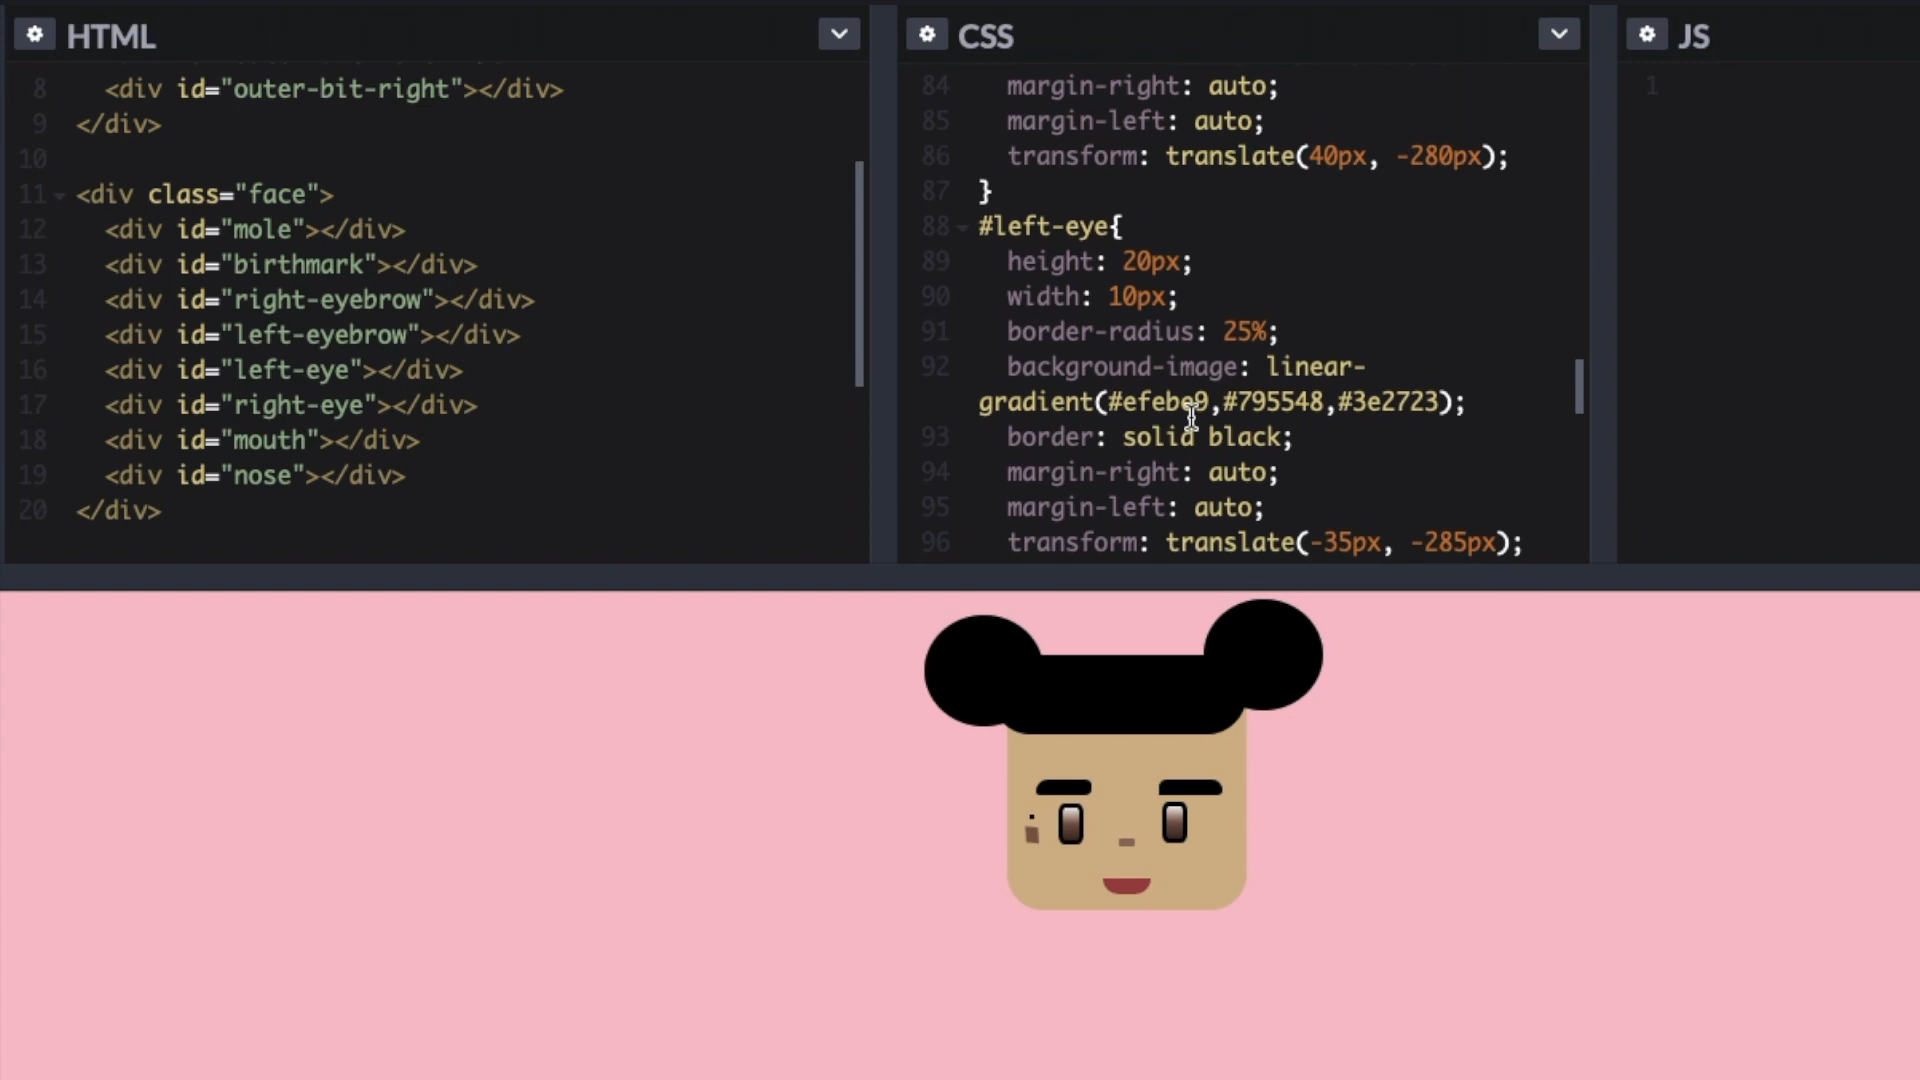 HTML
8 <div id="outer-bit-right"></div>
9 </div>
10
11 <div class="face">
12 <div id="mole"></div>
13 <div id="birthmark"></div>
14 <div id="right-eyebrow"></div>
15 <div id="left-eyebrow"></div>
16 <div id="left-eye"></div>
17 <div id="right-eye"></div>
18 <div id="mouth"></div>
19 <div id="nose"></div>
20 </div>
CSS
84 margin-right: auto;
85 margin-left: auto;
86 transform: translate(40px, -280px);
87 }
88 #left-eye{
89 height: 20px;
90 width: 10px;
91 border-radius: 25%;
92 background-image: linear-
gradient(#efebe9,#795548,#3e2723);
93 border: solid black;
94 margin-right: auto;
95 margin-left: auto;
96 transform: translate(-35px, -285px);
JS
1